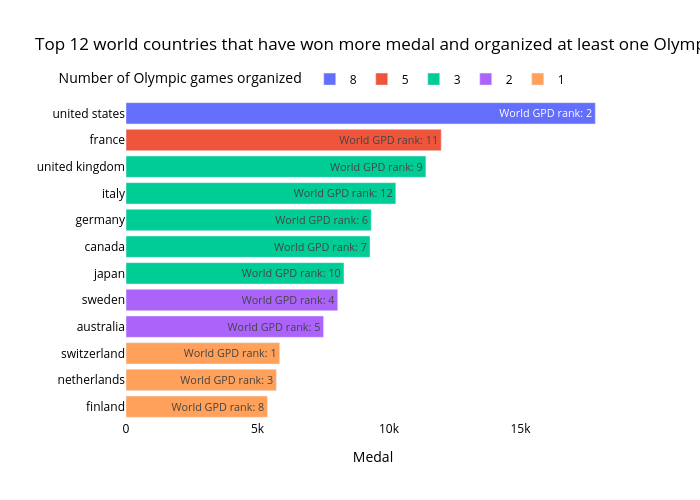 Top 12 world countries that have won more medal and organized at least one Olymp
Number of Olympic games organized 8 5 3 2 1
united states World GPD rank: 2
france World GPD rank: 11
united kingdom World GPD rank: 9
italy World GPD rank: 12
germany World GPD rank: 6
canada World GPD rank: 7
japan World GPD rank: 10
sweden World GPD rank: 4
australia World GPD rank: 5
switzerland World GPD rank: 1
netherlands World GPD rank: 3
finland World GPD rank: 8
0 5k 10k 15k
Medal